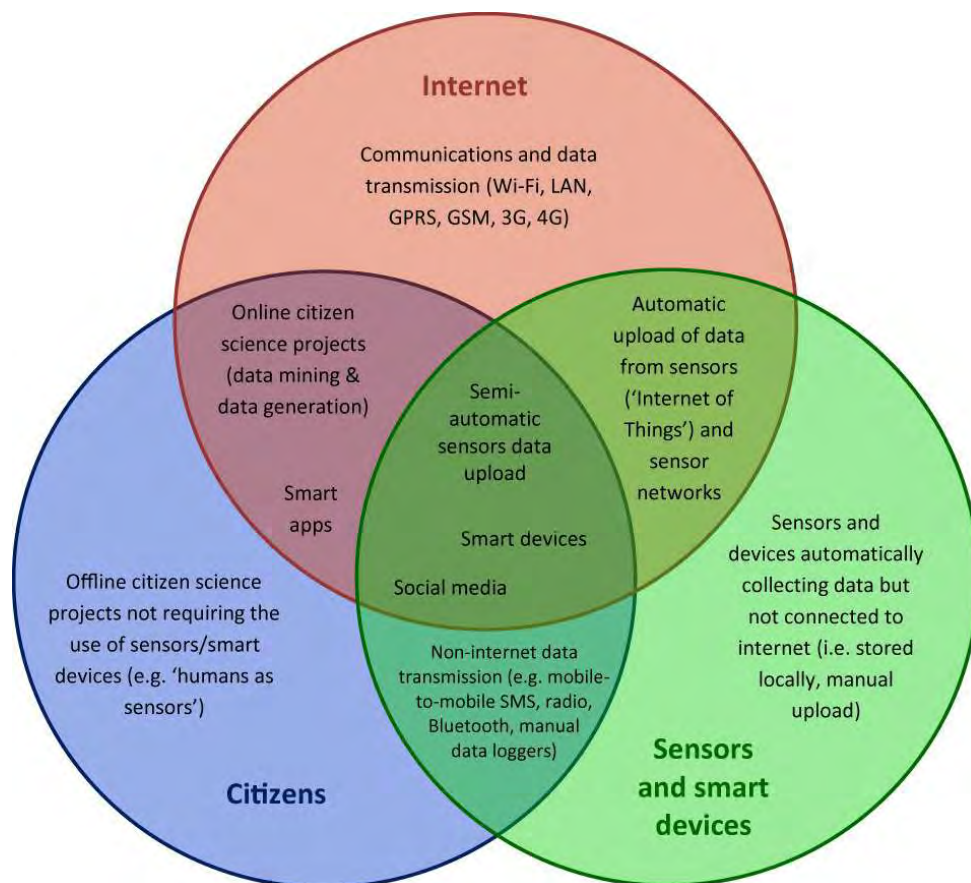 Internet
Communications and data
transmission (Wi-Fi, LAN,
GPRS, GSM, 3G, 4G)
Online citizen
science projects
(data mining &
data generation)
Smart
apps
Semi-
automatic
sensors data
upload
Smart devices
Social media
Automatic
upload of data
from sensors
(‘Internet of
Things’) and
sensor
networks
Offline citizen science
projects not requiring the
use of sensors/smart
devices (e.g. ‘humans as
sensors’)
Citizens
Non-internet data
transmission (e.g. mobile-
to-mobile SMS, radio,
Bluetooth, manual
data loggers)
Sensors and
devices automatically
collecting data but
not connected to
internet (i.e. stored
locally, manual
upload)
Sensors
and smart
devices